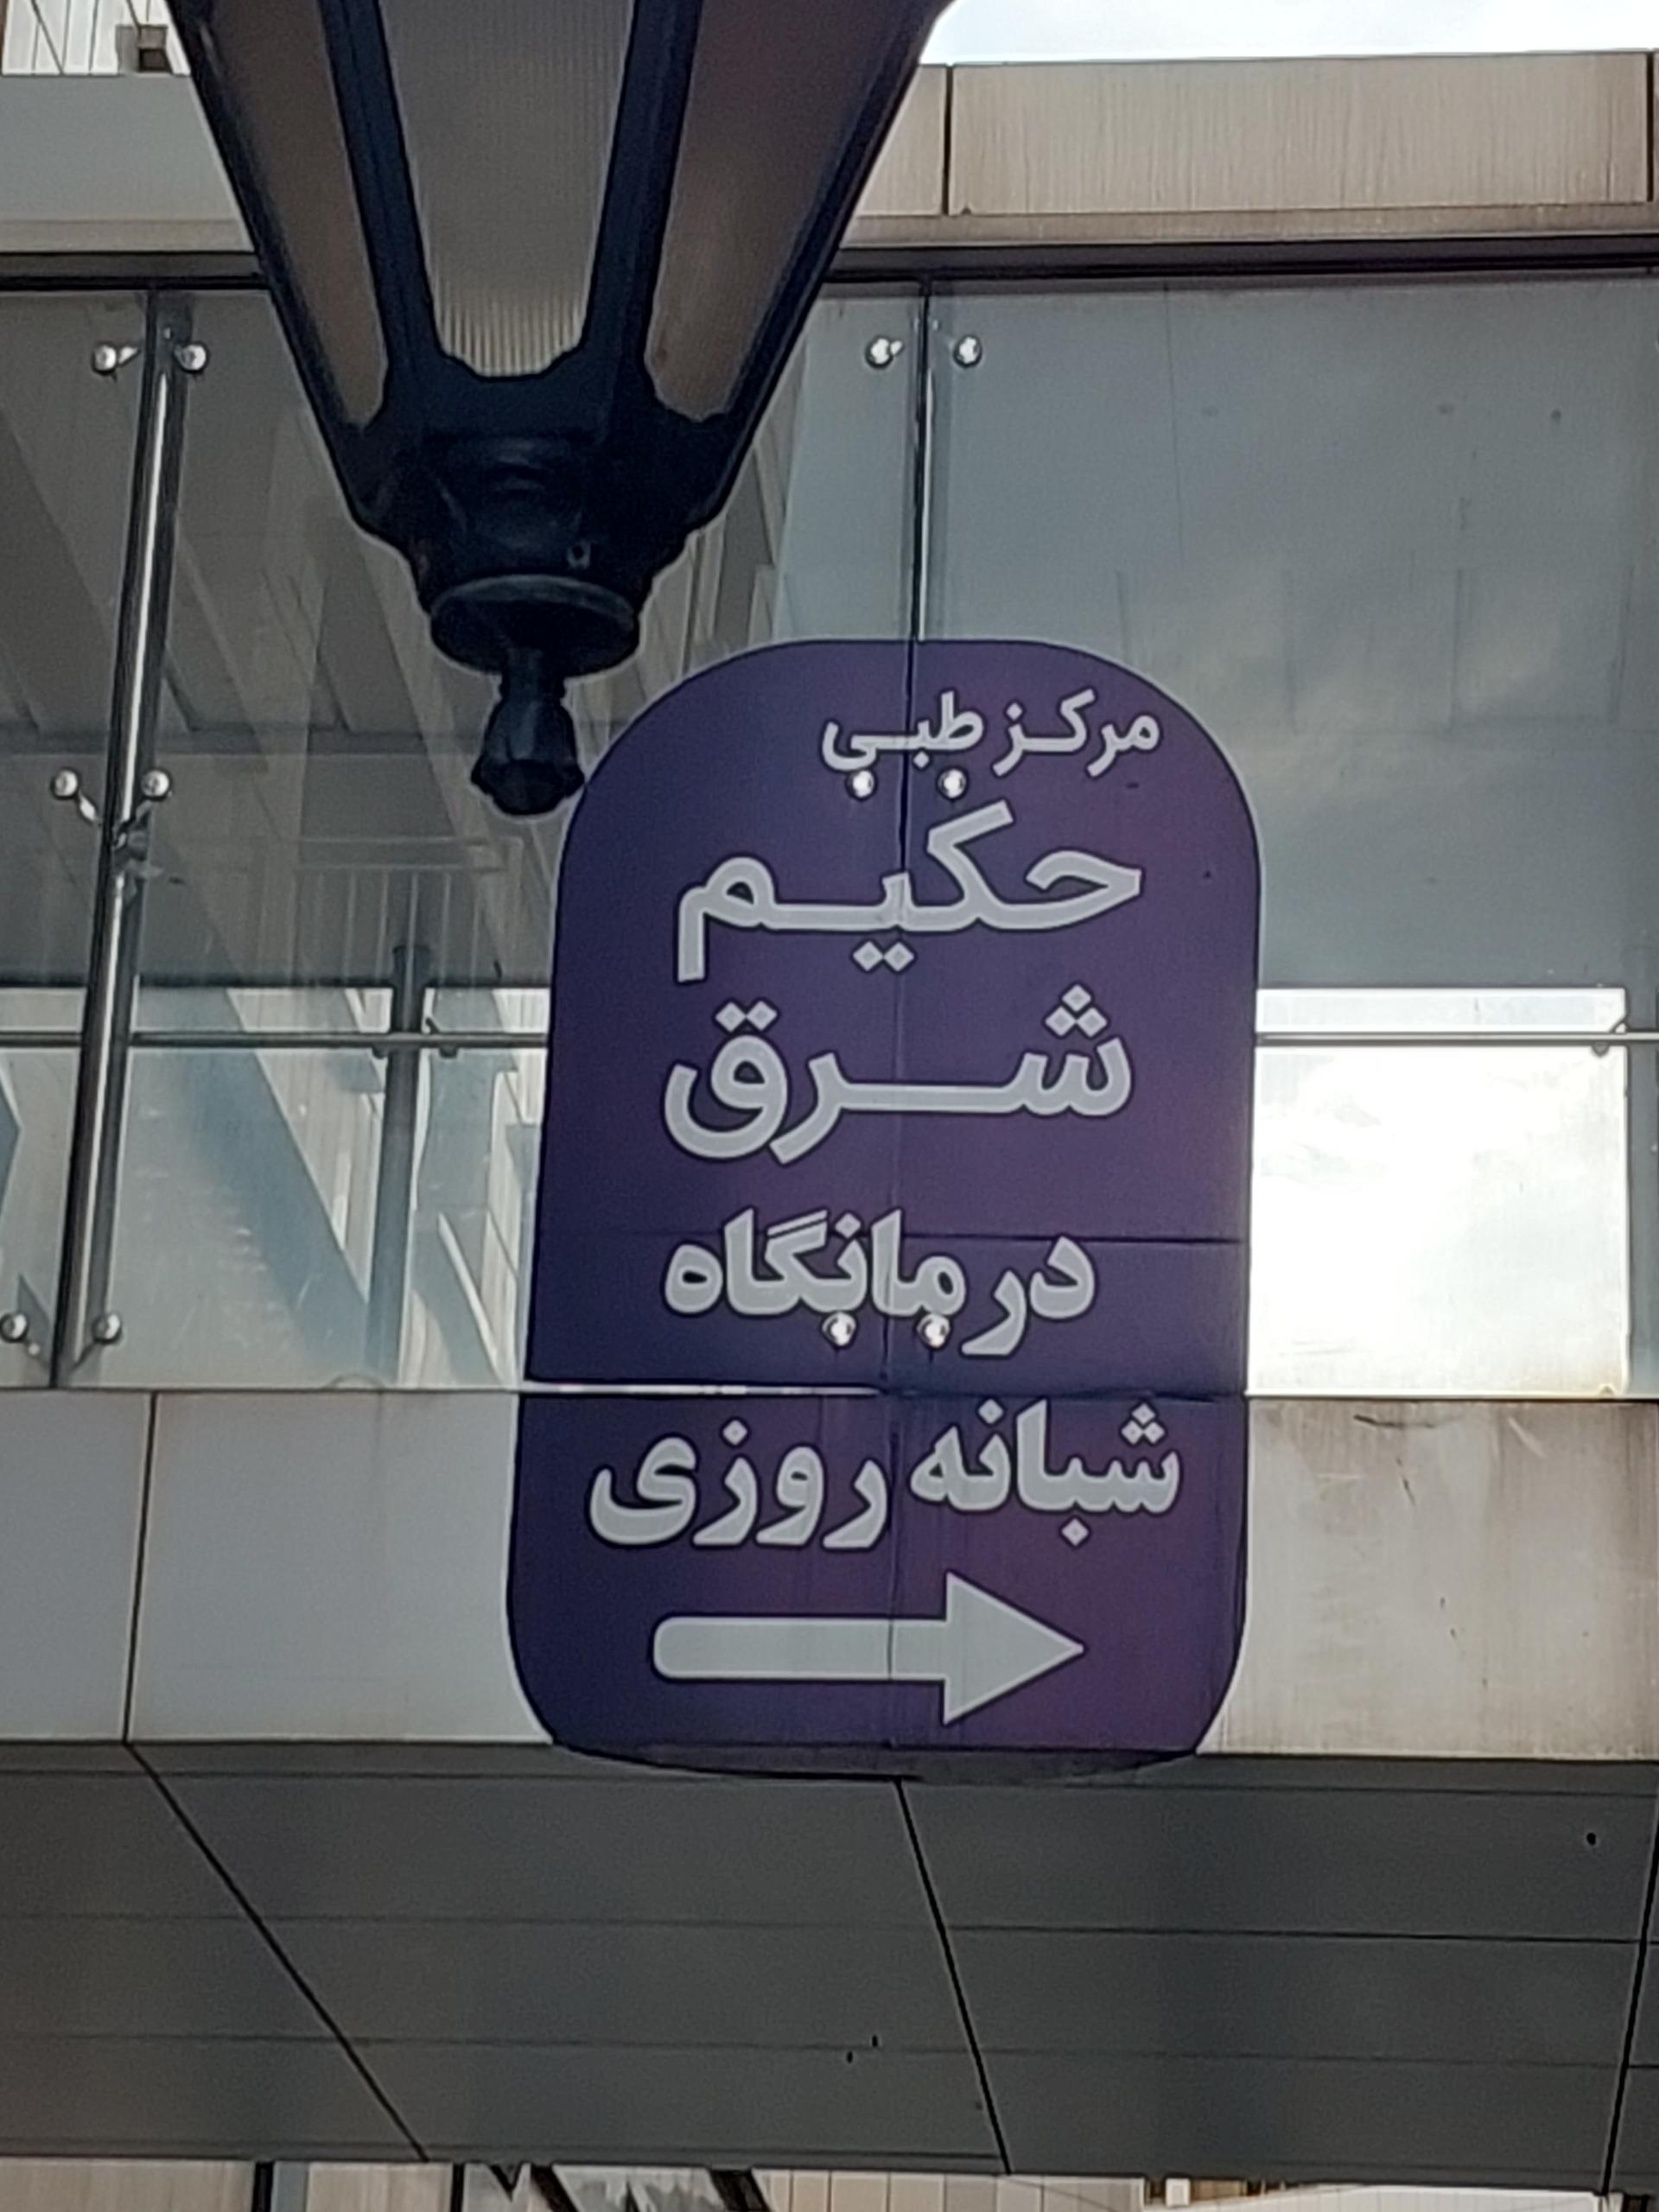 مرکز طبی
حکیم
شرق
درمانگاه
شبانه روزی